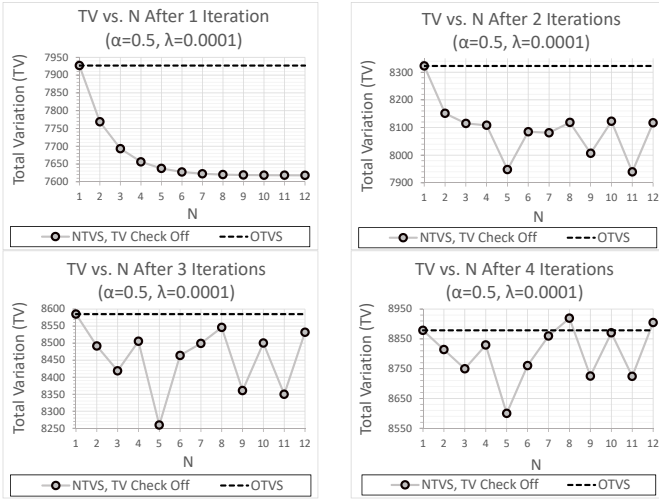 TV vs. N After 1 Iteration
(α=0.5, λ=0.0001)
Total Variation (TV)
7950
7900
7850
7800
7750
7700
7650
7600
1 2 3 4 5 6 7 8 9 10 11 12
N
NTVS, TV Check Off OTVS
TV vs. N After 2 Iterations
(α=0.5, λ=0.0001)
Total Variation (TV)
8300
8200
8100
8000
7900
1 2 3 4 5 6 7 8 9 10 11 12
N
NTVS, TV Check Off OTVS
TV vs. N After 3 Iterations
(α=0.5, λ=0.0001)
Total Variation (TV)
8600
8550
8500
8450
8400
8350
8300
8250
1 2 3 4 5 6 7 8 9 10 11 12
N
NTVS, TV Check Off OTVS
TV vs. N After 4 Iterations
(α=0.5, λ=0.0001)
Total Variation (TV)
8950
8850
8750
8650
8550
1 2 3 4 5 6 7 8 9 10 11 12
N
NTVS, TV Check Off OTVS